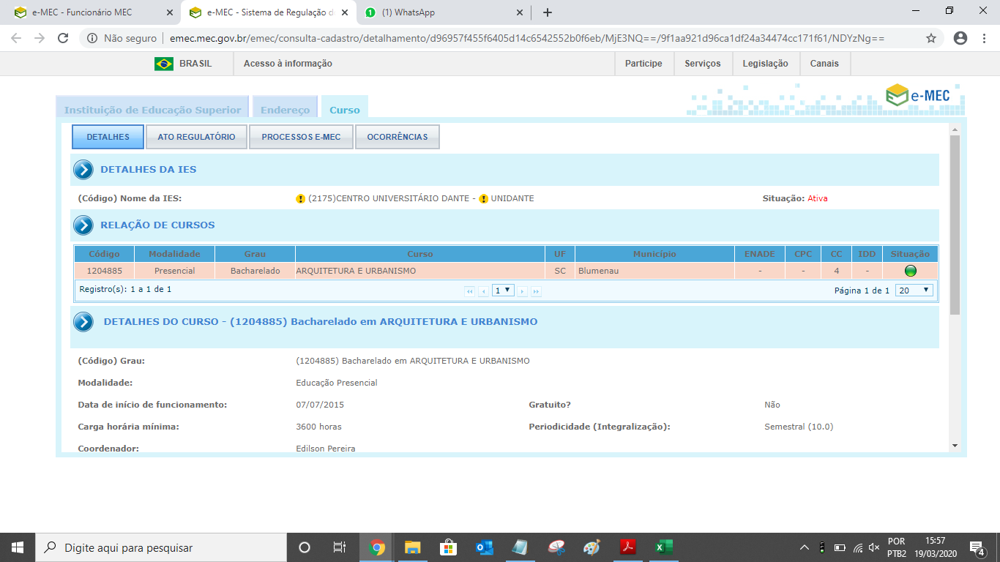 e-MEC - Funcionário MEC
e-MEC - Sistema de Regulação d
(1) WhatsApp
Não seguro
emec.mec.gov.br/emec/consulta-cadastro/detalhamento/d96957f455f6405d14c6542552b0f6eb/MjE3NQ==/9f1aa921d96ca1df24a34474cc171f61/NDYzNg==
BRASIL Acesso à informação Participe Serviços Legislação Canais
e-MEC
Instituição de Educação Superior Endereço Curso
DETALHES ATO REGULATÓRIO PROCESSOS E-MEC OCORRÊNCIAS
DETALHES DA IES
(Código) Nome da IES: (2175)CENTRO UNIVERSITÁRIO DANTE - UNIDANTE Situação: Ativa
RELAÇÃO DE CURSOS
Código Modalidade Grau Curso UF Município ENADE CPC CC IDD Situação
1204885 Presencial Bacharelado ARQUITETURA E URBANISMO SC Blumenau - - 4 -
Registro(s): 1 a 1 de 1 1 Página 1 de 1 20
DETALHES DO CURSO - (1204885) Bacharelado em ARQUITETURA E URBANISMO
(Código) Grau: (1204885) Bacharelado em ARQUITETURA E URBANISMO
Modalidade: Educação Presencial
Data de início de funcionamento: 07/07/2015 Gratuito? Não
Carga horária mínima: 3600 horas Periodicidade (Integralização): Semestral (10.0)
Coordenador: Edilson Pereira
Digite aqui para pesquisar
POR
PTB2
15:57
19/03/2020
4